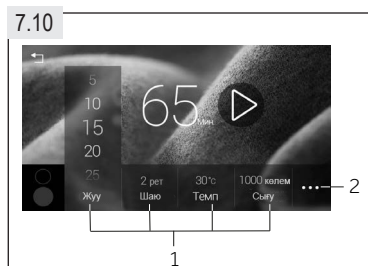 7.10
5
10
15
20
25
65 Мин
2 рет
30°c
1000 көлем
Жуу
Шаю
Темп
Сығу
2
1